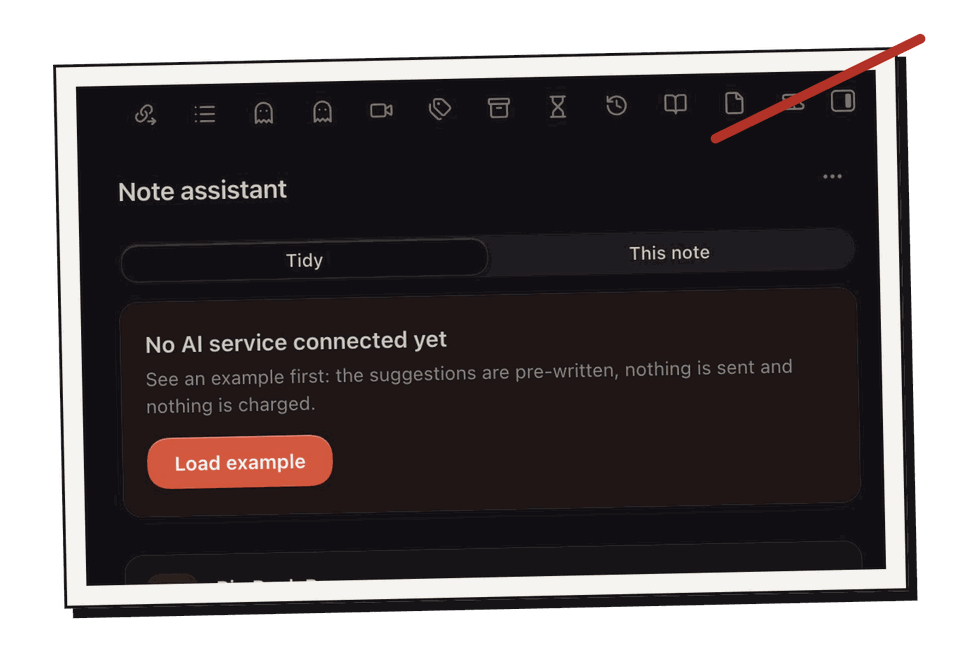 Note assistant
Tidy
This note
No AI service connected yet
See an example first: the suggestions are pre-written, nothing is sent and
nothing is charged.
Load example